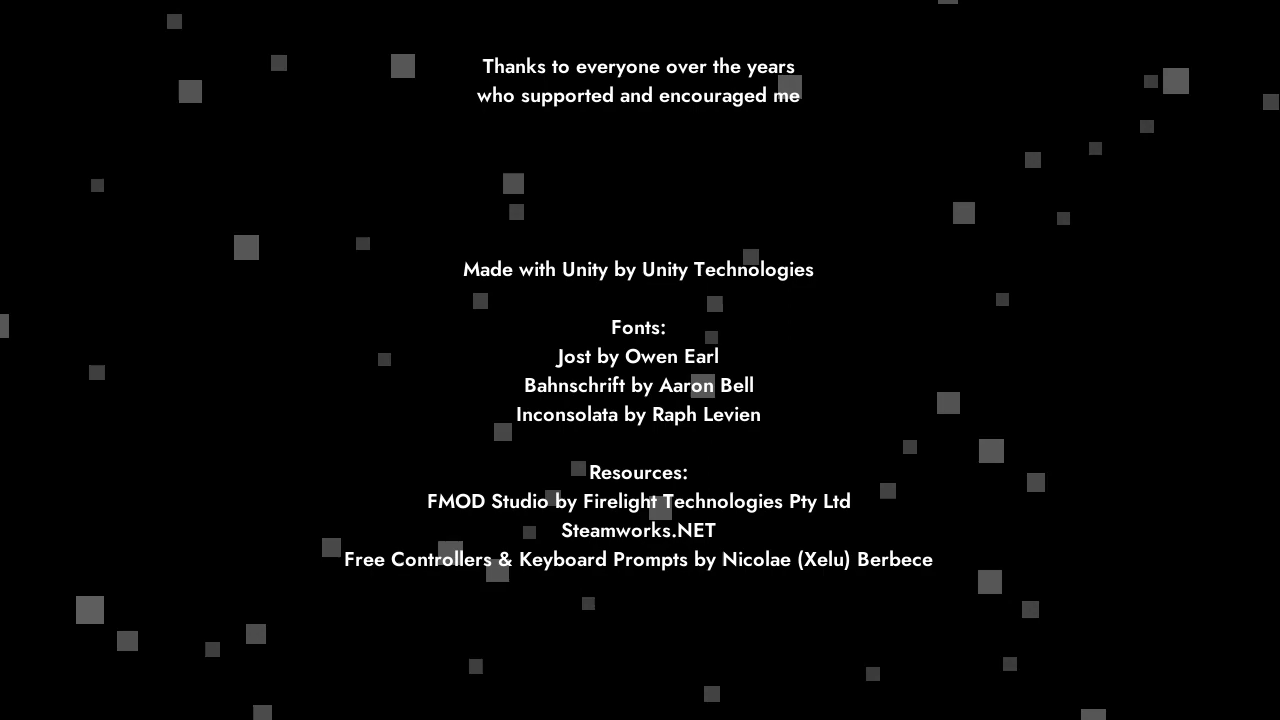 Thanks to everyone over the years
who supported and encouraged me
Made with Unity by Unity Technologies
Fonts:
Jost by Owen Earl
Bahnschrift by Aaron Bell
Inconsolata by Raph Levien
Resources:
FMOD Studio by Firelight Technologies Pty Ltd
Steamworks.NET
Free Controllers & Keyboard Prompts by Nicolae (Xelu) Berbece